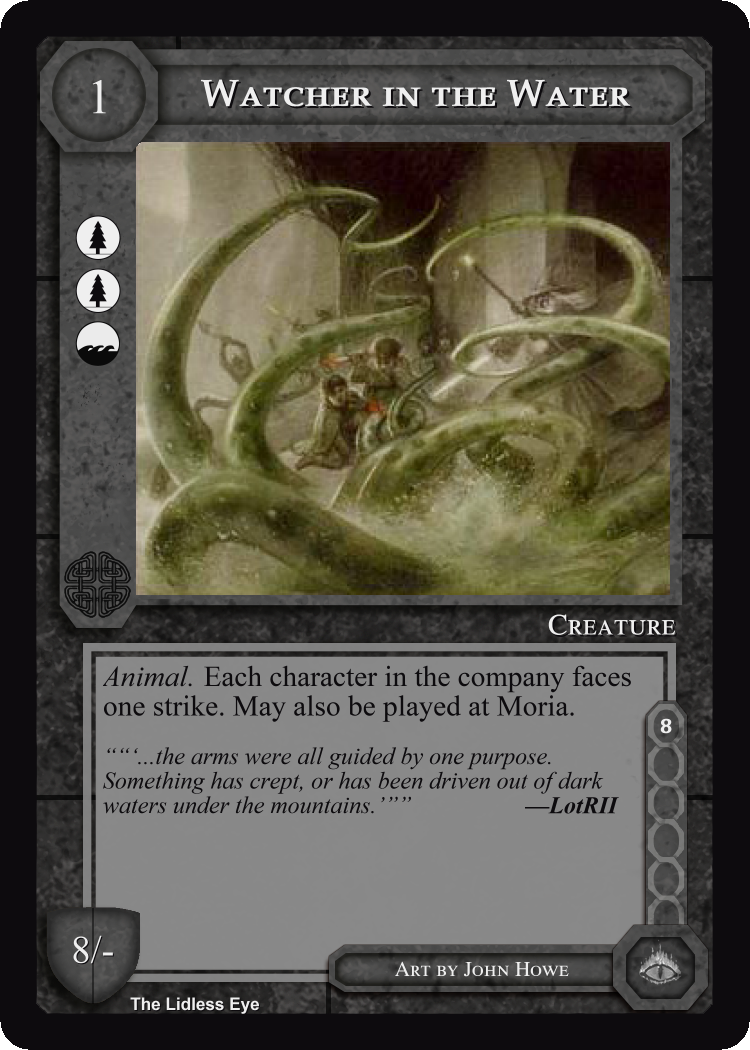 1
Watcher in the Water
Creature
Animal. Each character in the company faces
one strike. May also be played at Moria.
““‘...the arms were all guided by one purpose.
Something has crept, or has been driven out of dark
waters under the mountains.’”” —LotRII
8
8/-
Art by John Howe
The Lidless Eye